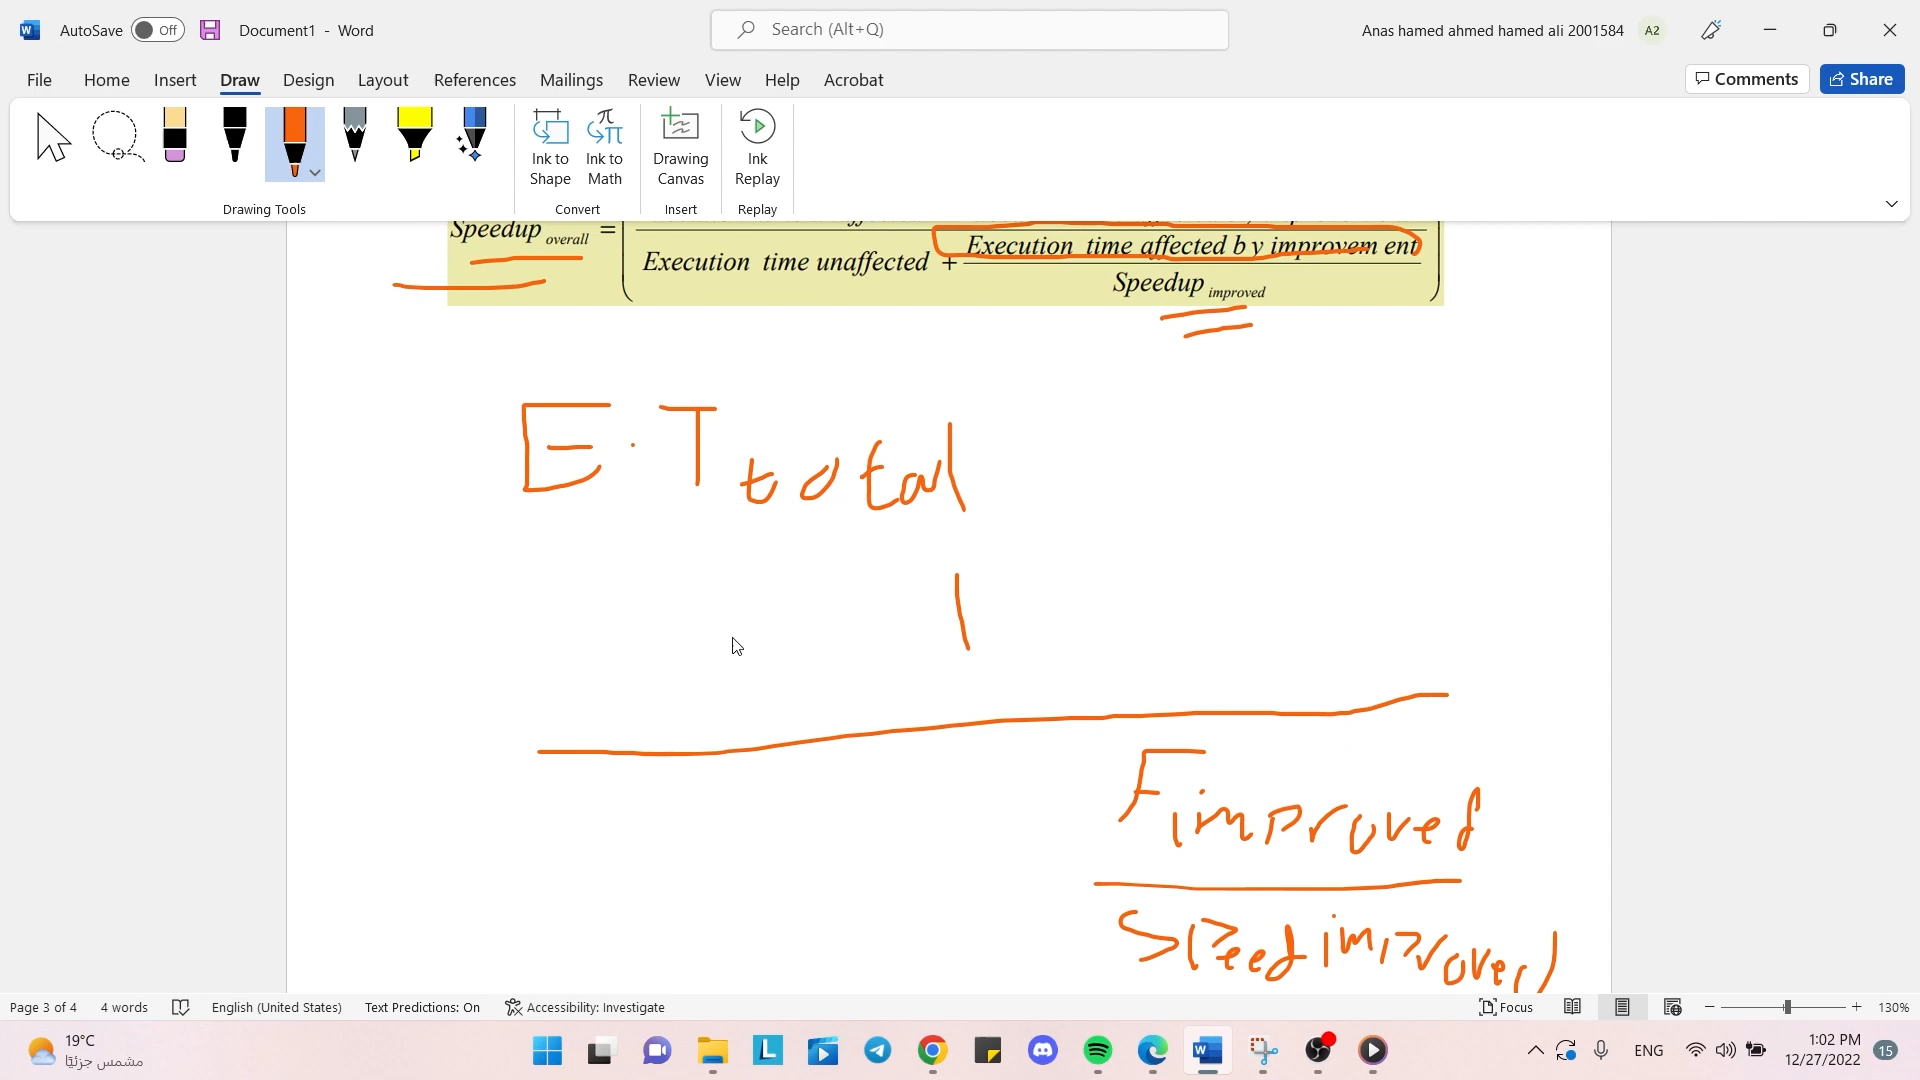 AutoSave Off Document1 - Word Search (Alt+Q) Anas hamed ahmed hamed ali 2001584 A2
File Home Insert Draw Design Layout References Mailings Review View Help Acrobat Comments Share
Ink to Shape Ink to Math Drawing Canvas Ink Replay
Drawing Tools Convert Insert Replay
Speedup overall =
Execution time unaffected + Execution time affected b y improvem ent
Speedup improved
E.T total
1
F improved
Speed improved
Page 3 of 4 4 words English (United States) Text Predictions: On Accessibility: Investigate Focus 130%
19°C
مشمس جزئيًا
ENG
1:02 PM
12/27/2022 15